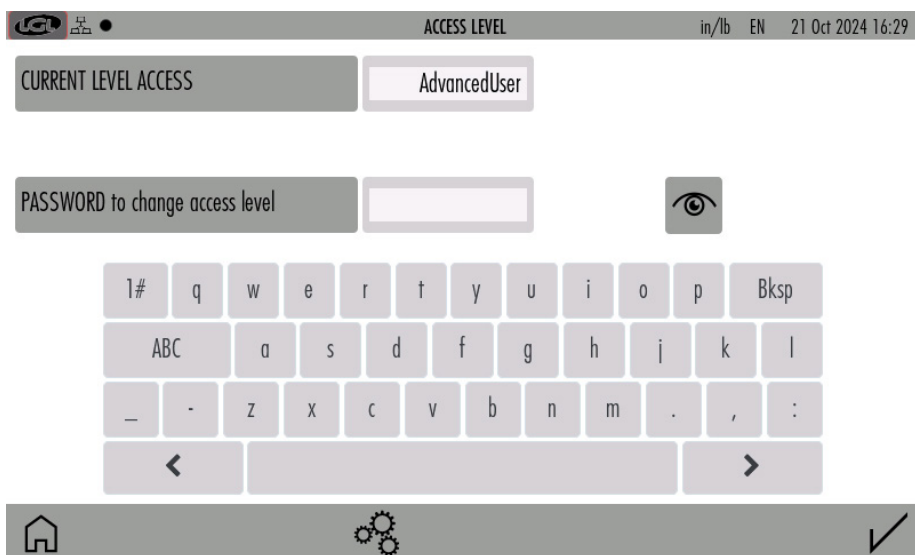 LGL ACCESS LEVEL in/lb EN 21 Oct 2024 16:29
CURRENT LEVEL ACCESS AdvancedUser
PASSWORD to change access level
1# q w e r t y u i o p Bksp
ABC a s d f g h j k l
_ - z x c v b n m . , :
< >